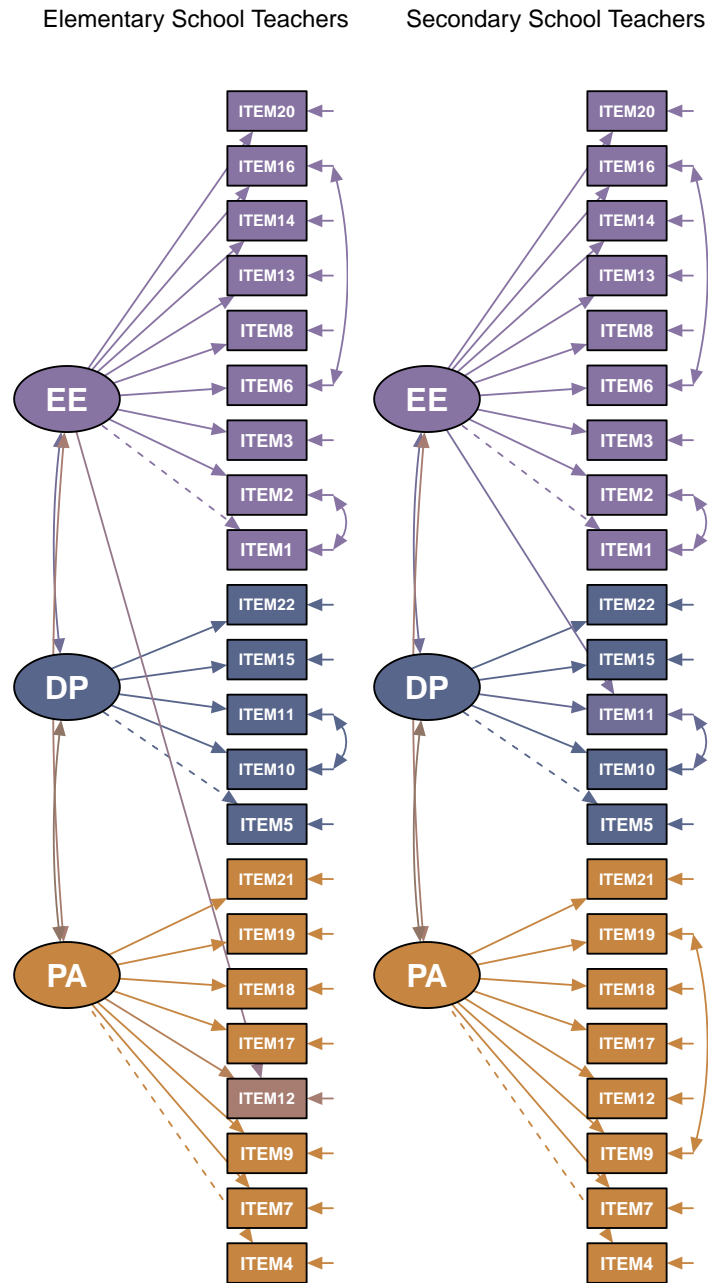 Elementary School Teachers
Secondary School Teachers
ITEM20
ITEM16
ITEM14
ITEM13
ITEM8
EE
ITEM6
ITEM3
ITEM2
ITEM1
ITEM22
ITEM15
DP
ITEM11
ITEM10
ITEM5
ITEM21
ITEM19
PA
ITEM18
ITEM17
ITEM12
ITEM9
ITEM7
ITEM4
ITEM20
ITEM16
ITEM14
ITEM13
ITEM8
EE
ITEM6
ITEM3
ITEM2
ITEM1
ITEM22
ITEM15
DP
ITEM11
ITEM10
ITEM5
ITEM21
ITEM19
PA
ITEM18
ITEM17
ITEM12
ITEM9
ITEM7
ITEM4